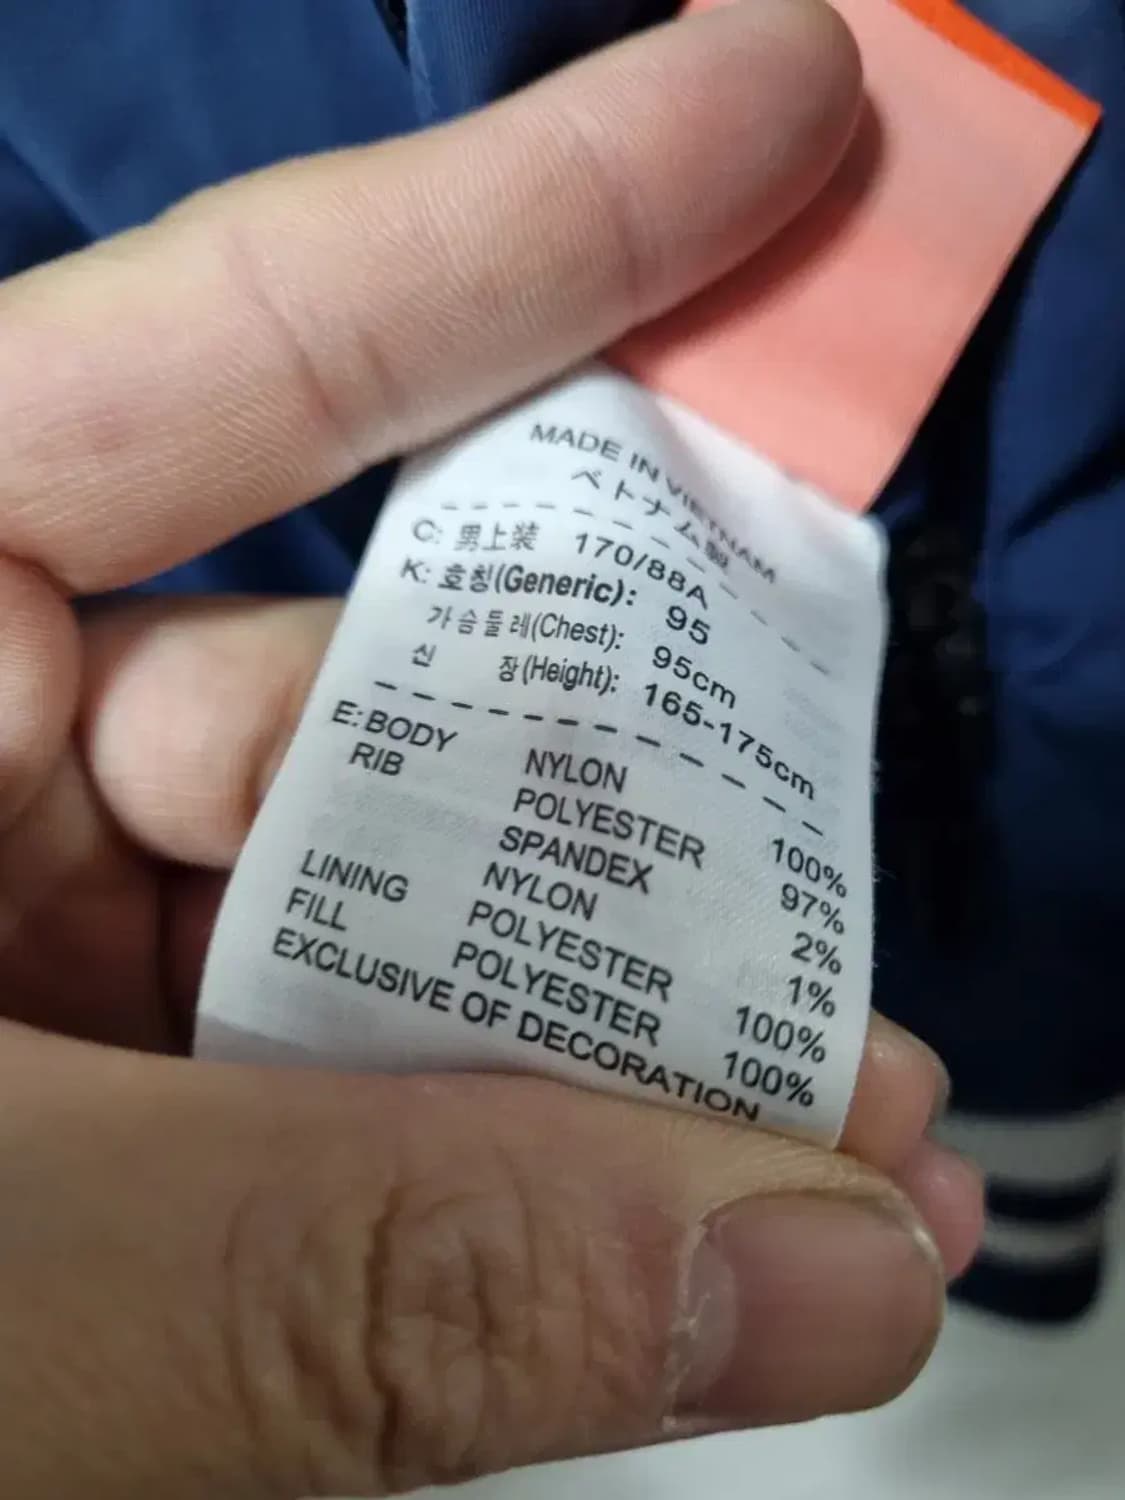 MADE IN VIETNAM
ベトナム製
C: 男上装 170/88A
K: 호칭(Generic): 95
가슴둘레(Chest): 95cm
신 장(Height): 165-175cm
E: BODY NYLON 100%
RIB POLYESTER 97%
SPANDEX 2%
NYLON 1%
LINING POLYESTER 100%
FILL POLYESTER 100%
EXCLUSIVE OF DECORATION